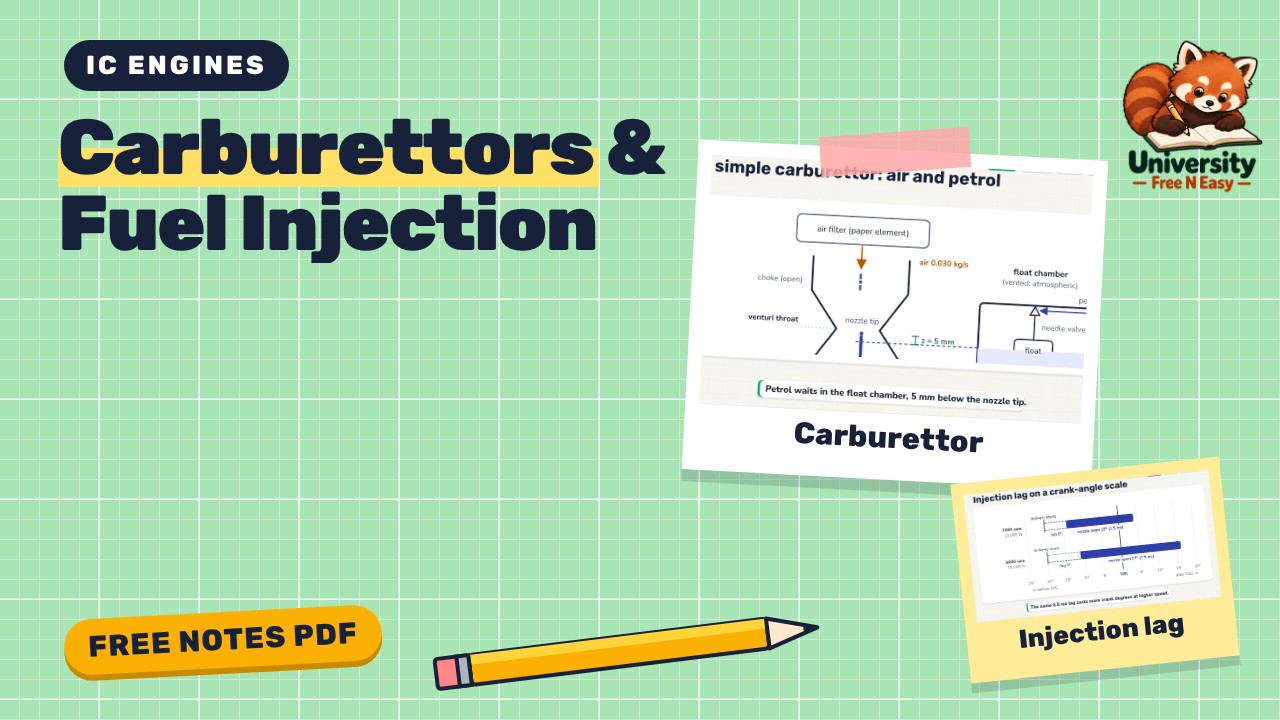 IC ENGINES
Carburettors &
Fuel Injection
University
Free N Easy
simple carburettor: air and petrol
air filter (paper element)
air 0.030 kg/s
choke (open)
float chamber
(vented: atmospheric)
pe
venturi throat
nozzle tip
needle valve
z = 5 mm
float
Petrol waits in the float chamber, 5 mm below the nozzle tip.
Carburettor
Injection lag on a crank-angle scale
The same 0.5 ms lag costs more crank degrees at higher speed.
Injection lag
FREE NOTES PDF